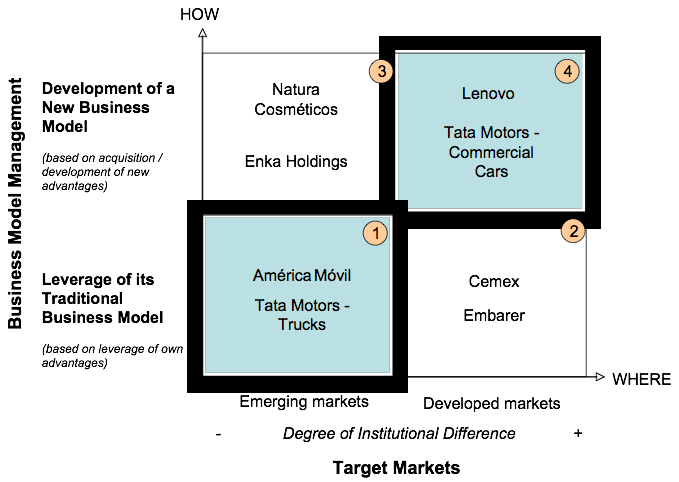 HOW
Business Model Management
Development of a
New Business
Model
(based on acquisition /
development of new
advantages)
3
Natura
Cosméticos
Enka Holdings
4
Lenovo
Tata Motors -
Commercial
Cars
Leverage of its
Traditional
Business Model
(based on leverage of own
advantages)
1
América Móvil
Tata Motors -
Trucks
2
Cemex
Embarer
WHERE
Emerging markets
Developed markets
- Degree of Institutional Difference +
Target Markets